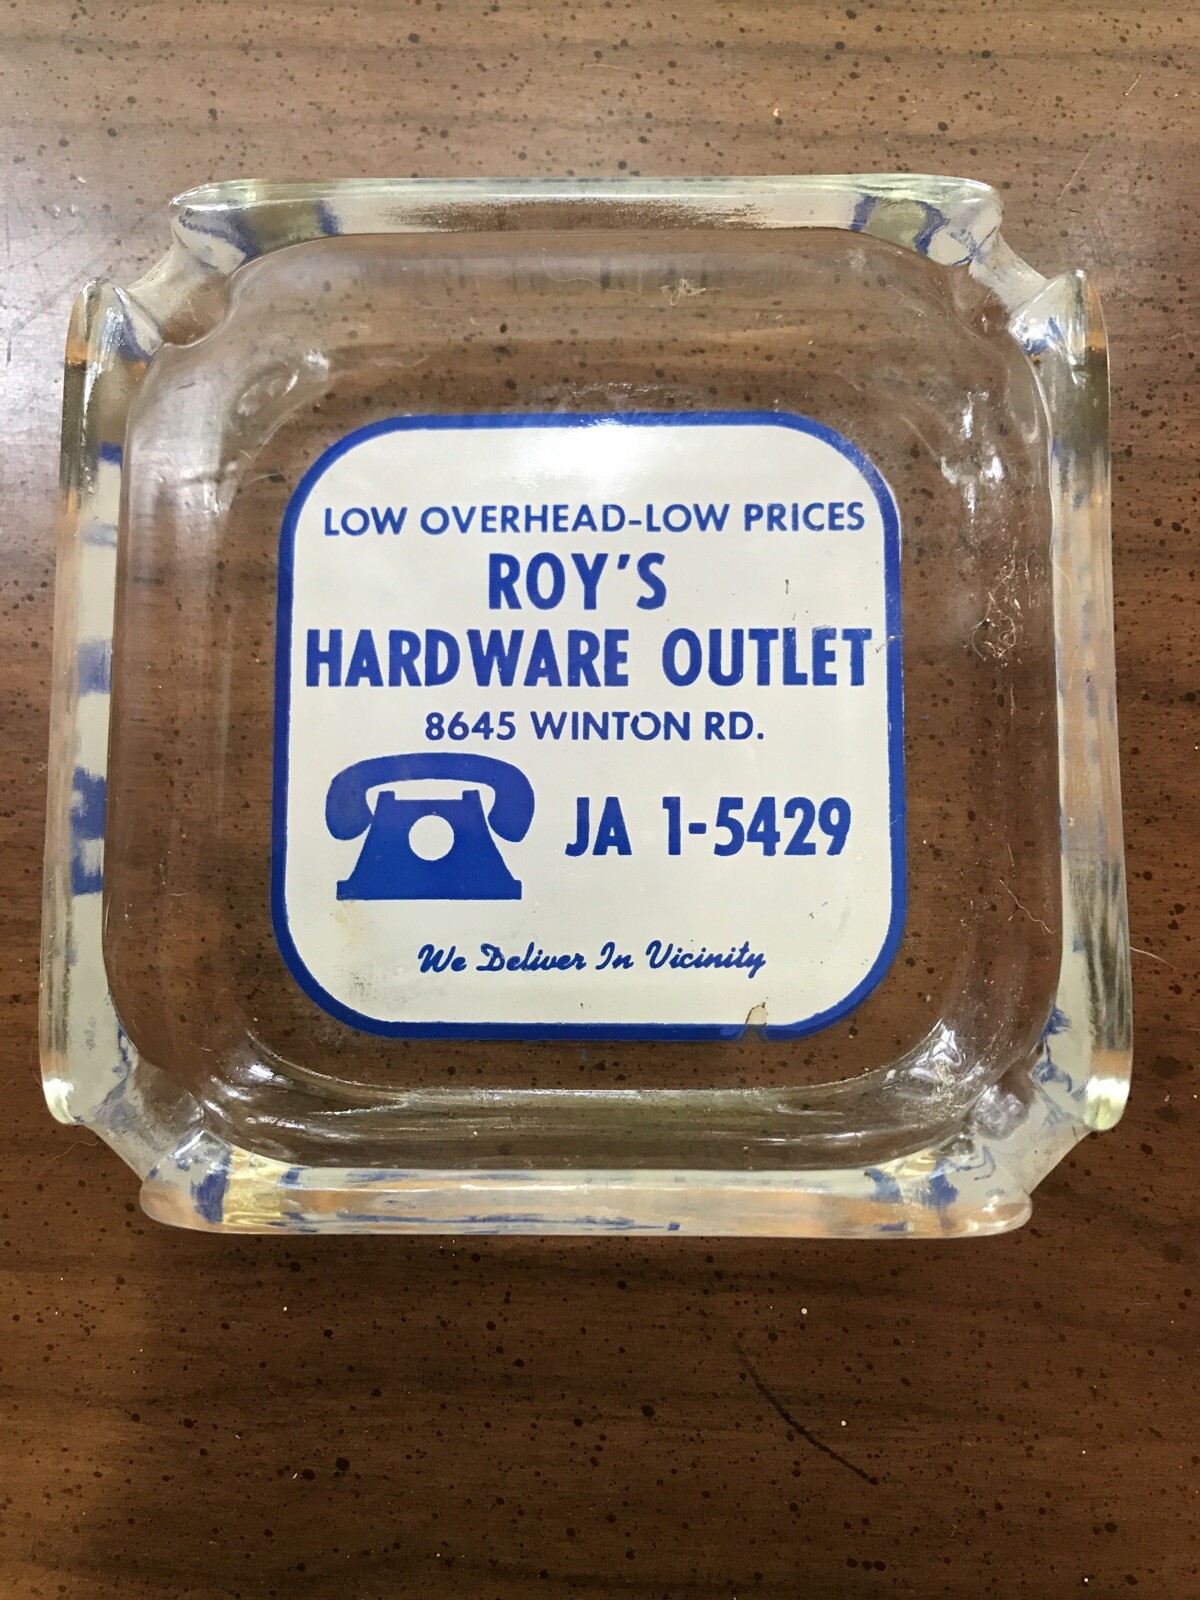 LOW OVERHEAD-LOW PRICES
ROY'S
HARDWARE OUTLET
8645 WINTON RD.
JA 1-5429
We Deliver In Vicinity